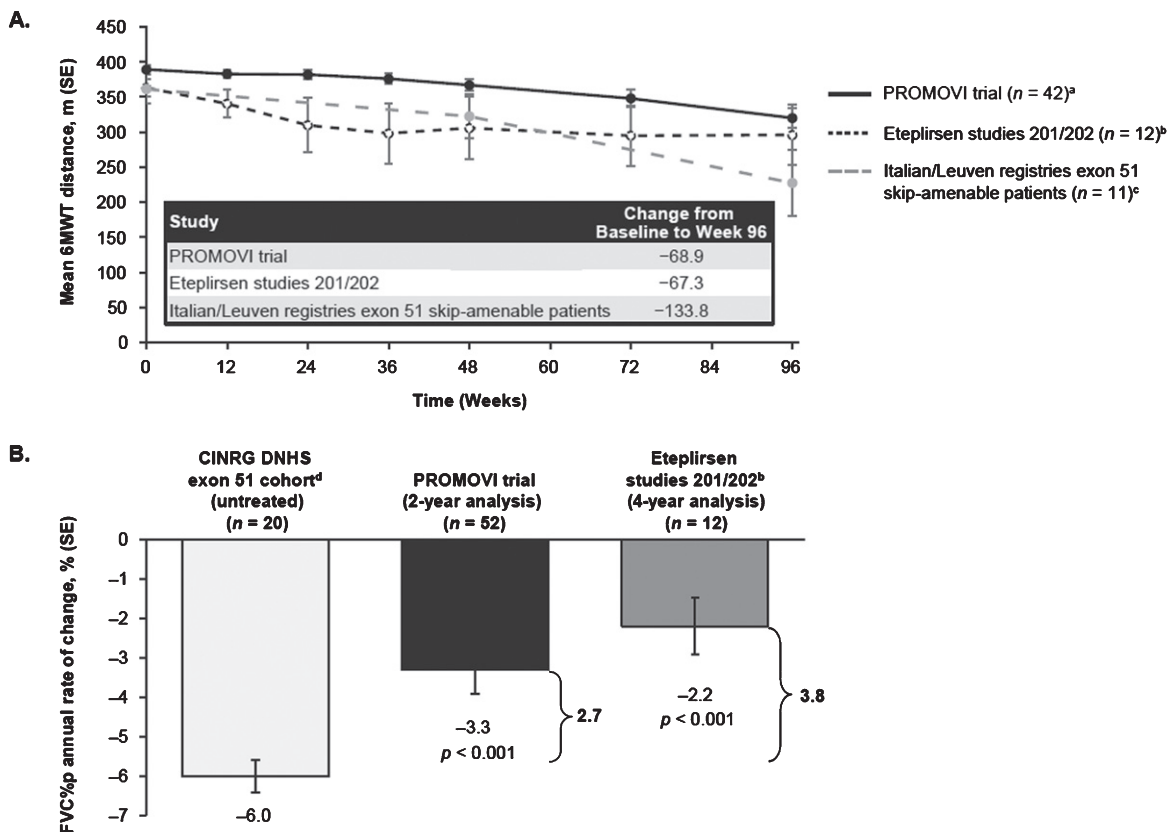 A.
Mean 6MWT distance, m (SE)
450
400
350
300
250
200
150
100
50
0
Study
Change from
Baseline to Week 96
PROMOVI trial
−68.9
Eteplirsen studies 201/202
−67.3
Italian/Leuven registries exon 51 skip-amenable patients
−133.8
0 12 24 36 48 60 72 84 96
Time (Weeks)
PROMOVI trial (n = 42)ᵃ
Eteplirsen studies 201/202 (n = 12)ᵇ
Italian/Leuven registries exon 51
skip-amenable patients (n = 11)ᶜ
B.
FVC%p annual rate of change, % (SE)
0
–1
–2
–3
–4
–5
–6
–7
CINRG DNHS
exon 51 cohortᵈ
(untreated)
(n = 20)
–6.0
PROMOVI trial
(2-year analysis)
(n = 52)
–3.3
p < 0.001
2.7
Eteplirsen
studies 201/202ᵇ
(4-year analysis)
(n = 12)
–2.2
p < 0.001
3.8